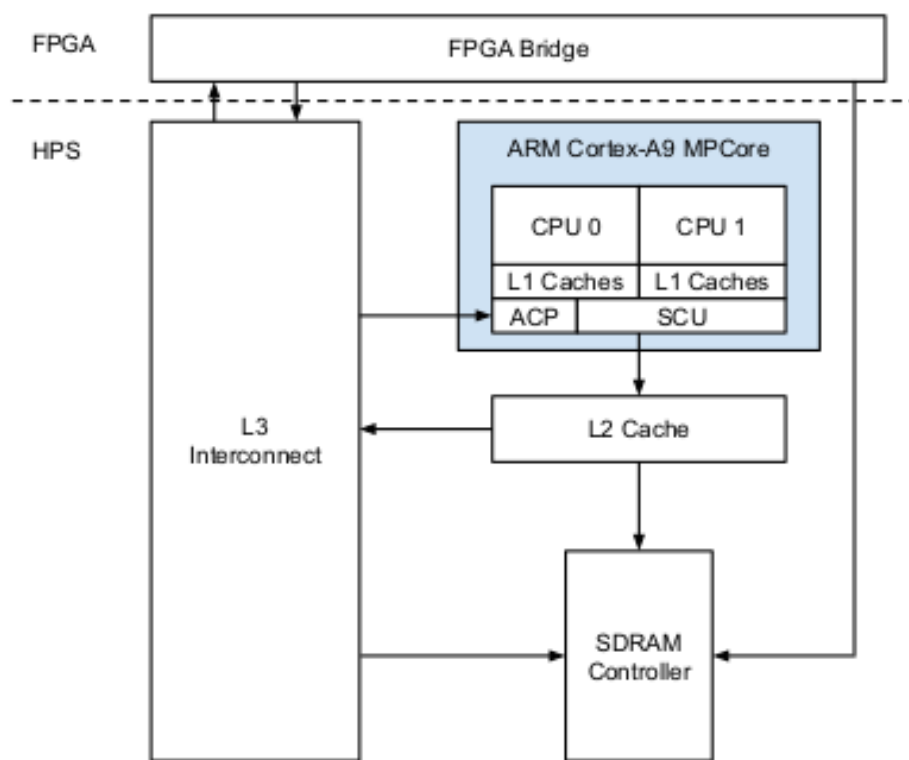 FPGA
FPGA Bridge
HPS
ARM Cortex-A9 MPCore
CPU 0
CPU 1
L1 Caches
L1 Caches
ACP
SCU
L3
Interconnect
L2 Cache
SDRAM
Controller